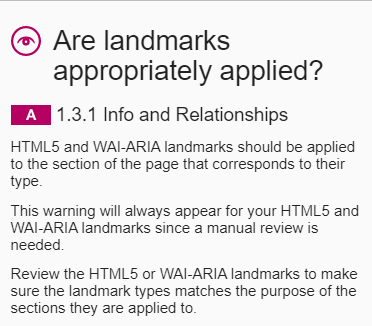 Are landmarks
appropriately applied?
A 1.3.1 Info and Relationships
HTML5 and WAI-ARIA landmarks should be applied
to the section of the page that corresponds to their
type.
This warning will always appear for your HTML5 and
WAI-ARIA landmarks since a manual review is
needed.
Review the HTML5 or WAI-ARIA landmarks to make
sure the landmark types matches the purpose of the
sections they are applied to.